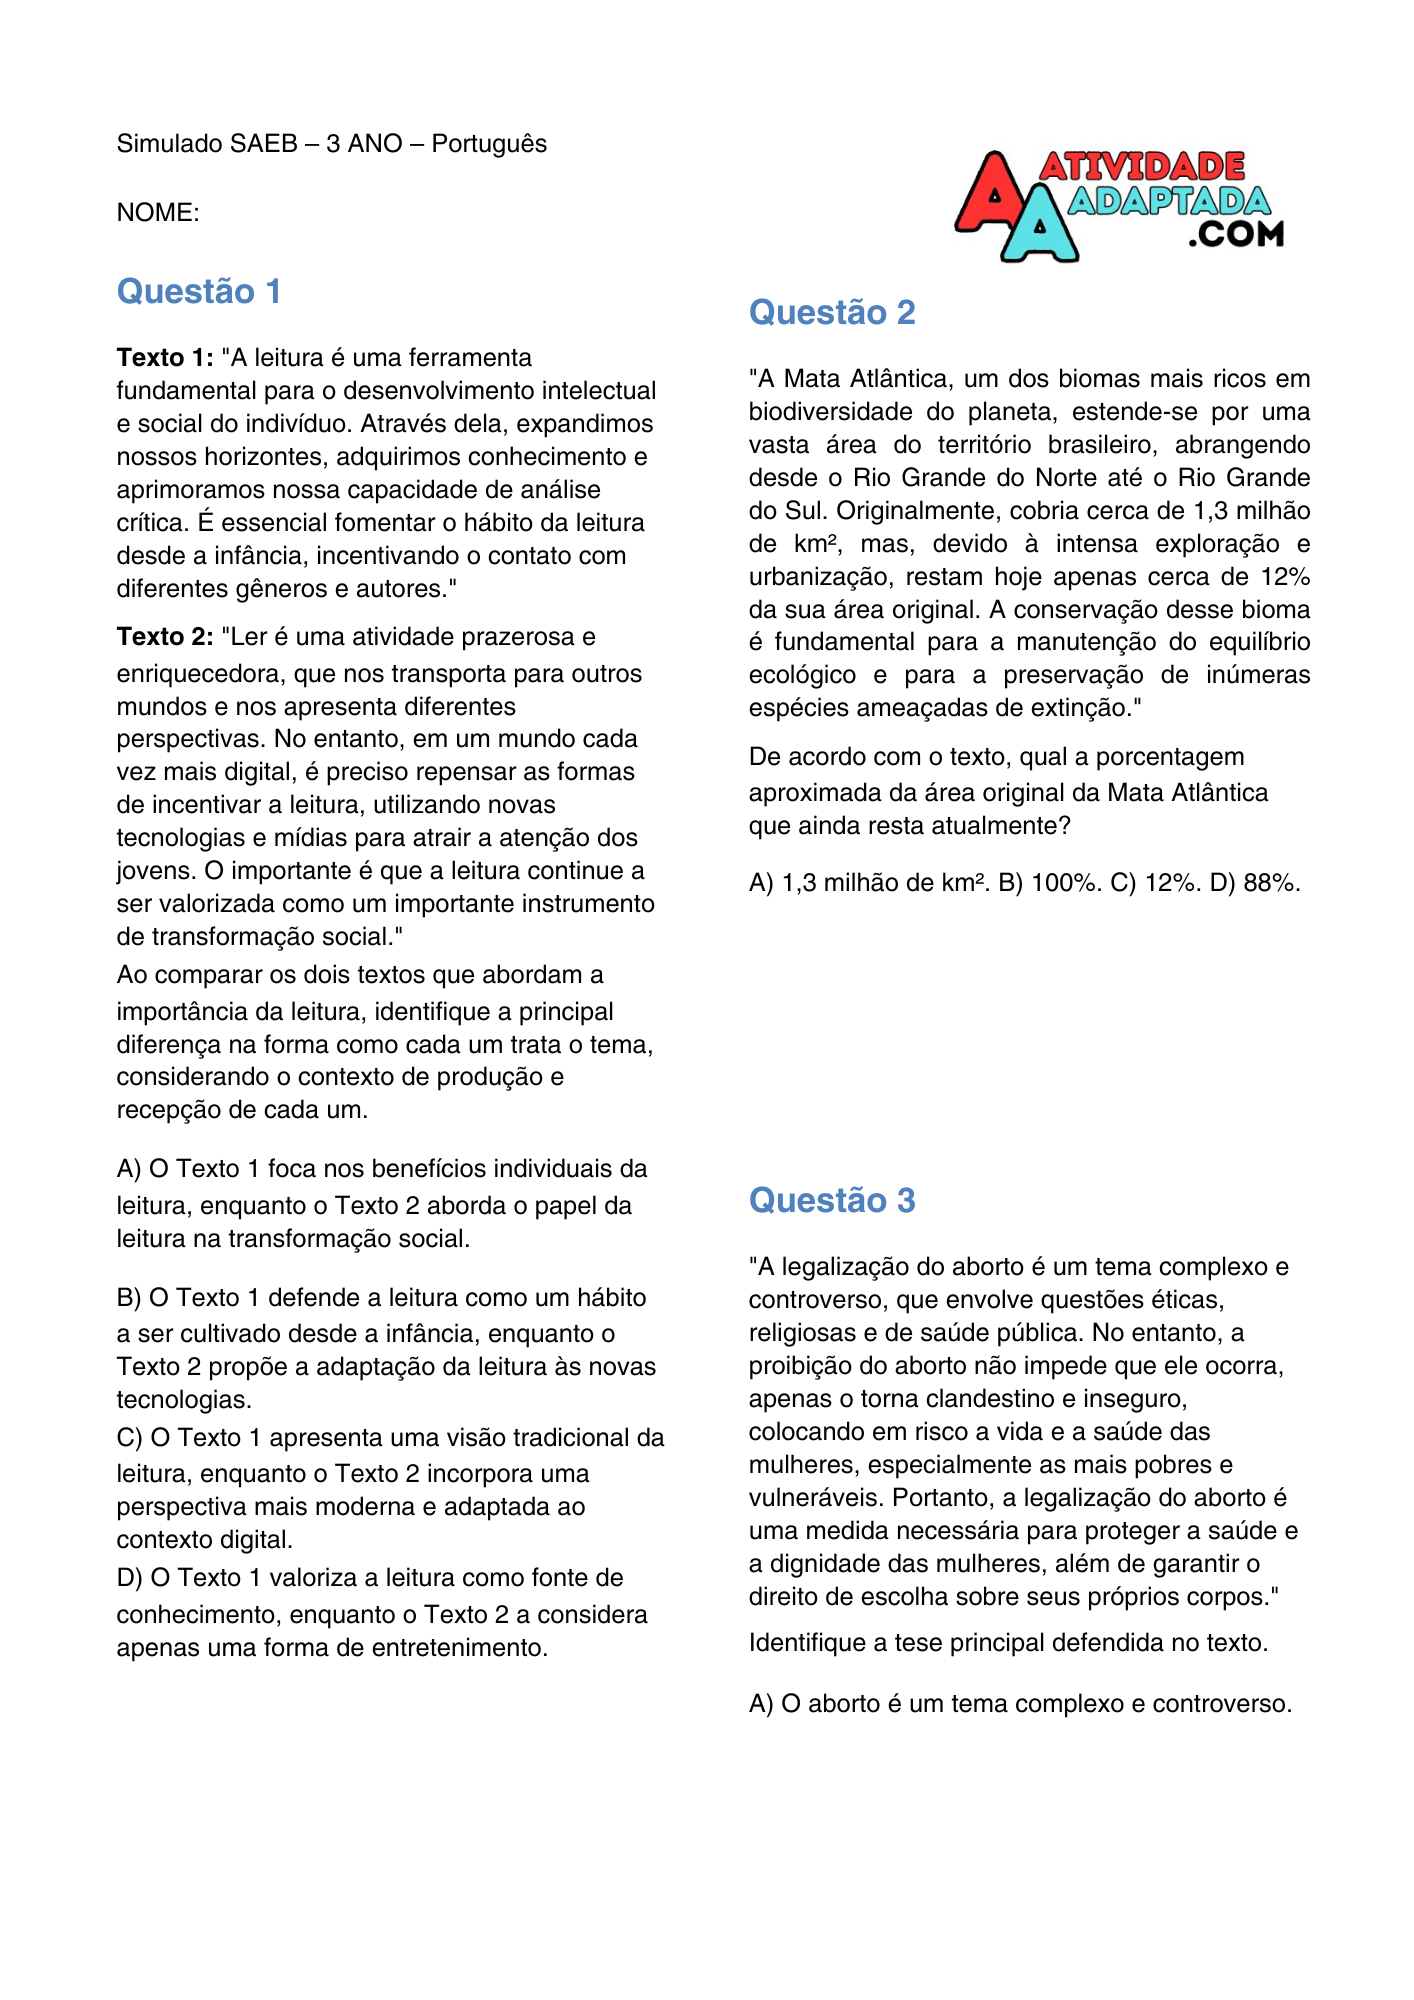 Simulado SAEB – 3 ANO – Português
NOME:
Questão 1
Texto 1: "A leitura é uma ferramenta
fundamental para o desenvolvimento intelectual
e social do indivíduo. Através dela, expandimos
nossos horizontes, adquirimos conhecimento e
aprimoramos nossa capacidade de análise
crítica. É essencial fomentar o hábito da leitura
desde a infância, incentivando o contato com
diferentes gêneros e autores."
Texto 2: "Ler é uma atividade prazerosa e
enriquecedora, que nos transporta para outros
mundos e nos apresenta diferentes
perspectivas. No entanto, em um mundo cada
vez mais digital, é preciso repensar as formas
de incentivar a leitura, utilizando novas
tecnologias e mídias para atrair a atenção dos
jovens. O importante é que a leitura continue a
ser valorizada como um importante instrumento
de transformação social."
Ao comparar os dois textos que abordam a
importância da leitura, identifique a principal
diferença na forma como cada um trata o tema,
considerando o contexto de produção e
recepção de cada um.
A) O Texto 1 foca nos benefícios individuais da
leitura, enquanto o Texto 2 aborda o papel da
leitura na transformação social.
B) O Texto 1 defende a leitura como um hábito
a ser cultivado desde a infância, enquanto o
Texto 2 propõe a adaptação da leitura às novas
tecnologias.
C) O Texto 1 apresenta uma visão tradicional da
leitura, enquanto o Texto 2 incorpora uma
perspectiva mais moderna e adaptada ao
contexto digital.
D) O Texto 1 valoriza a leitura como fonte de
conhecimento, enquanto o Texto 2 a considera
apenas uma forma de entretenimento.
AA ATIVIDADE
ADAPTADA
.COM
Questão 2
"A Mata Atlântica, um dos biomas mais ricos em
biodiversidade do planeta, estende-se por uma
vasta área do território brasileiro, abrangendo
desde o Rio Grande do Norte até o Rio Grande
do Sul. Originalmente, cobria cerca de 1,3 milhão
de km², mas, devido à intensa exploração e
urbanização, restam hoje apenas cerca de 12%
da sua área original. A conservação desse bioma
é fundamental para a manutenção do equilíbrio
ecológico e para a preservação de inúmeras
espécies ameaçadas de extinção."
De acordo com o texto, qual a porcentagem
aproximada da área original da Mata Atlântica
que ainda resta atualmente?
A) 1,3 milhão de km². B) 100%. C) 12%. D) 88%.
Questão 3
"A legalização do aborto é um tema complexo e
controverso, que envolve questões éticas,
religiosas e de saúde pública. No entanto, a
proibição do aborto não impede que ele ocorra,
apenas o torna clandestino e inseguro,
colocando em risco a vida e a saúde das
mulheres, especialmente as mais pobres e
vulneráveis. Portanto, a legalização do aborto é
uma medida necessária para proteger a saúde e
a dignidade das mulheres, além de garantir o
direito de escolha sobre seus próprios corpos."
Identifique a tese principal defendida no texto.
A) O aborto é um tema complexo e controverso.